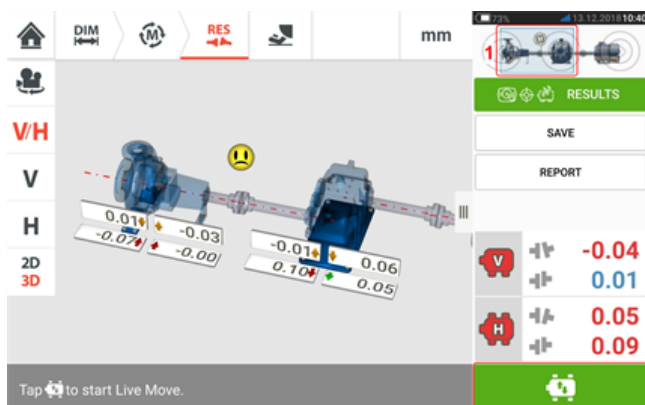 73% 13.12.2018 10:40
DIM M RES mm
1 M
RESULTS
V/H
SAVE
V
REPORT
H
2D
3D
0.01 -0.03
-0.07 -0.00
-0.01 0.06
0.10 0.05
V -0.04
0.01
H 0.05
0.09
Tap to start Live Move.